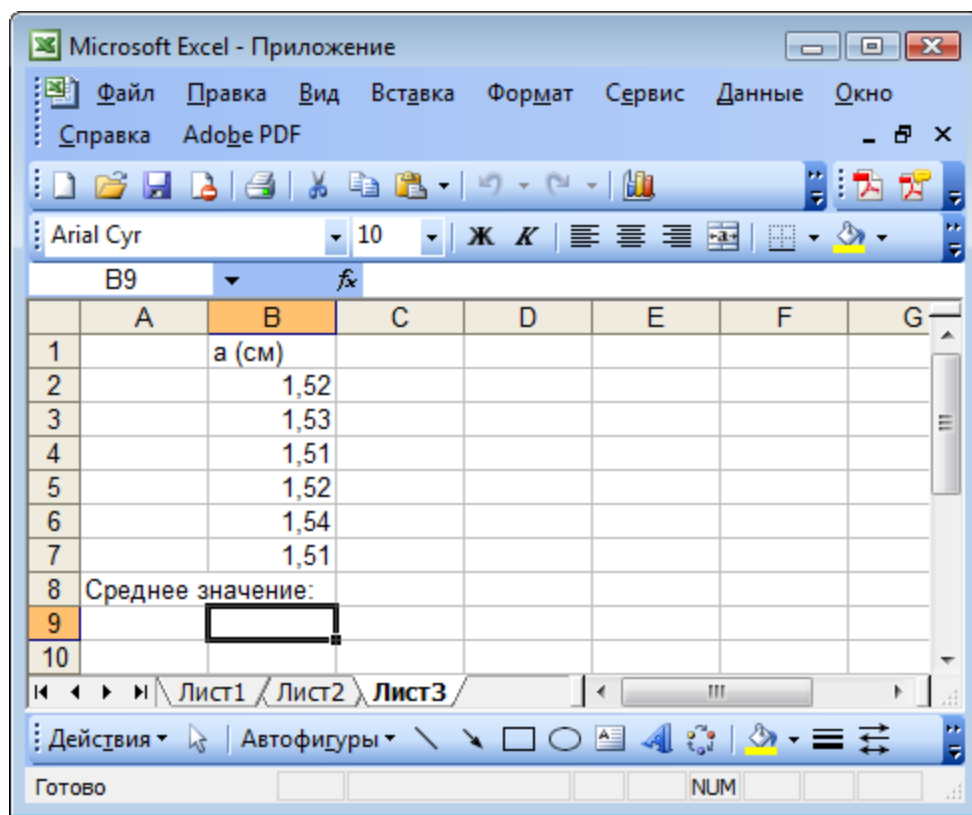 Microsoft Excel - Приложение
Файл Правка Вид Вставка Формат Сервис Данные Окно
Справка Adobe PDF
Arial Cyr 10 Ж К
B9 fx
A B C D E F G
1 а (см)
2 1,52
3 1,53
4 1,51
5 1,52
6 1,54
7 1,51
8 Среднее значение:
9
10
Лист1 Лист2 Лист3
Действия Автофигуры
Готово NUM